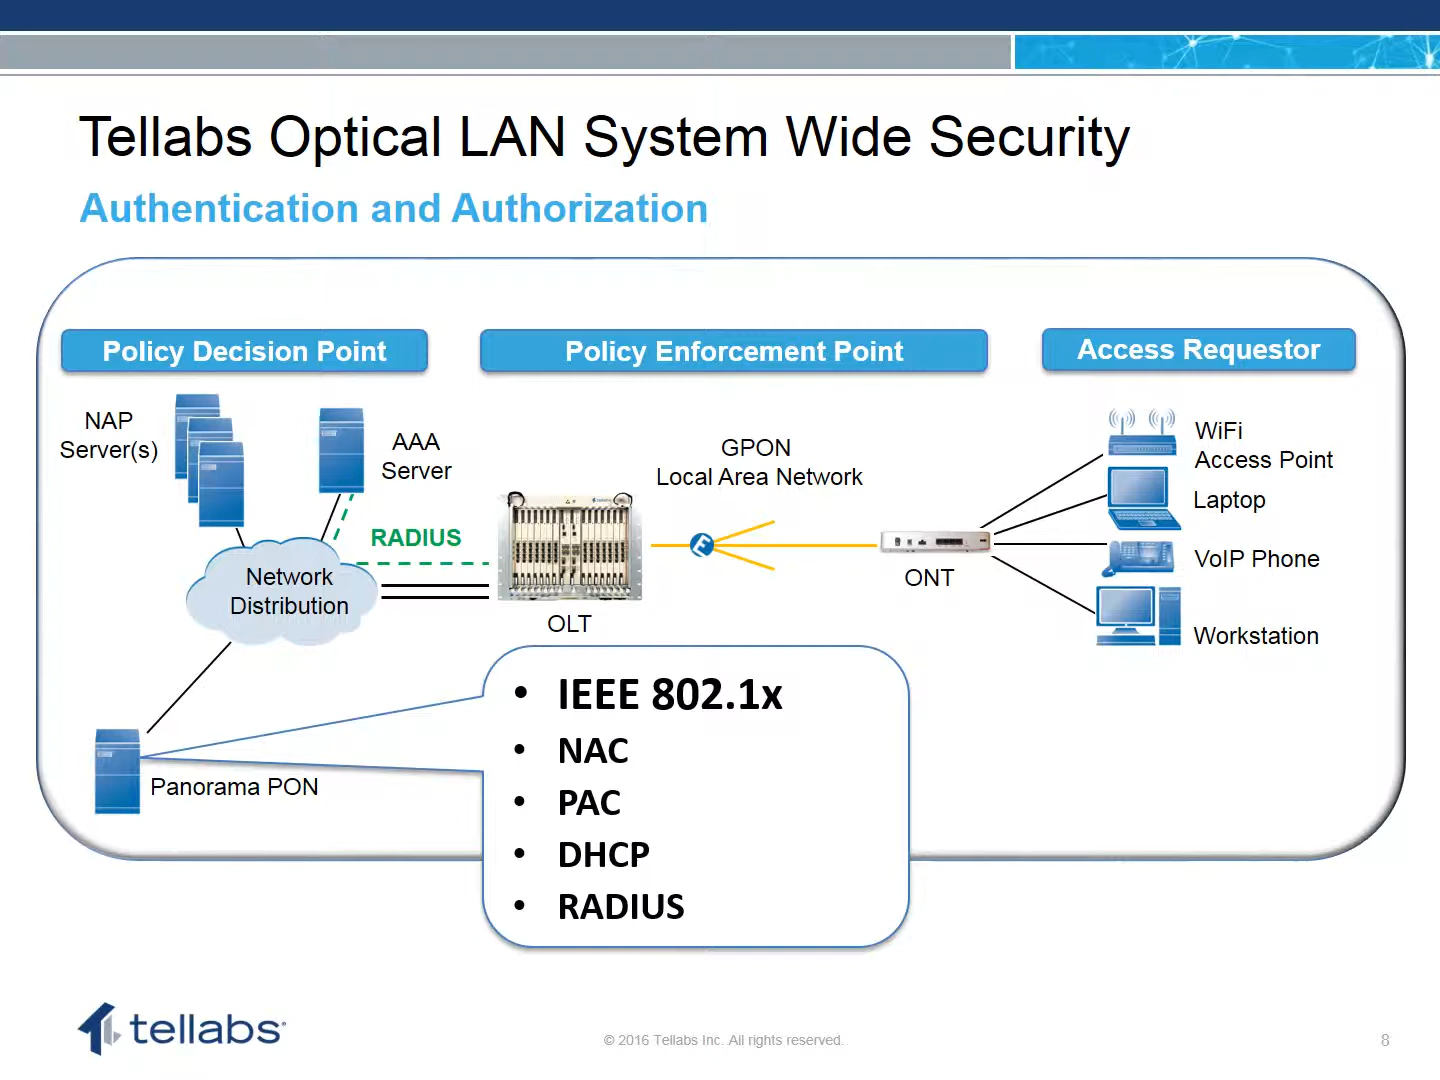 Tellabs Optical LAN System Wide Security
Authentication and Authorization
Policy Decision Point
Policy Enforcement Point
Access Requestor
NAP
Server(s)
AAA
Server
RADIUS
Network
Distribution
Panorama PON
OLT
GPON
Local Area Network
ONT
WiFi
Access Point
Laptop
VoIP Phone
Workstation
• IEEE 802.1x
• NAC
• PAC
• DHCP
• RADIUS
tellabs
© 2016 Tellabs Inc. All rights reserved.
8